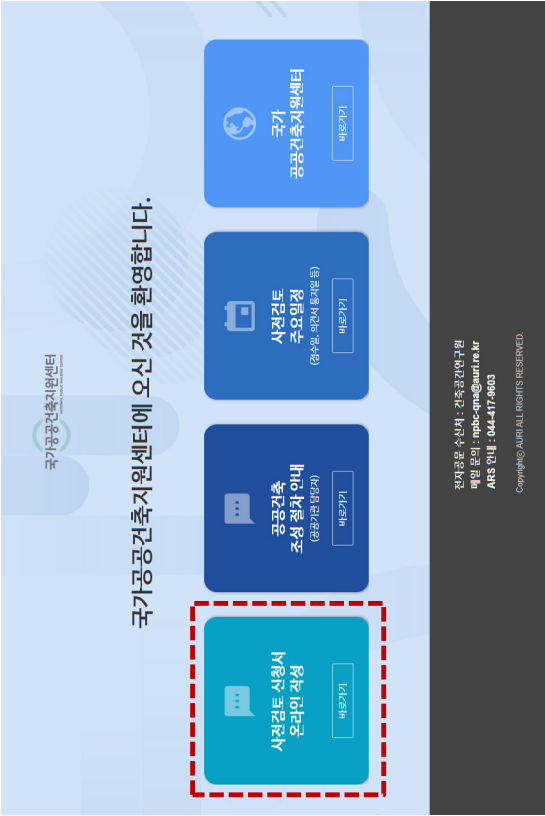 국가공공건축지원센터
국가공공건축지원센터에 오신 것을 환영합니다.
사전검토 신청서
온라인 작성
바로가기
공공건축
조성 절차 안내
(공공기관 담당자)
바로가기
사전검토
주요일정
(접수일, 의견서 통지일 등)
바로가기
국가
공공건축지원센터
바로가기
전자공문 수신처 : 건축공간연구원
메일 문의 : npbc-qna@auri.re.kr
ARS 안내 : 044-417-9603
Copyright© AURI ALL RIGHTS RESERVED.